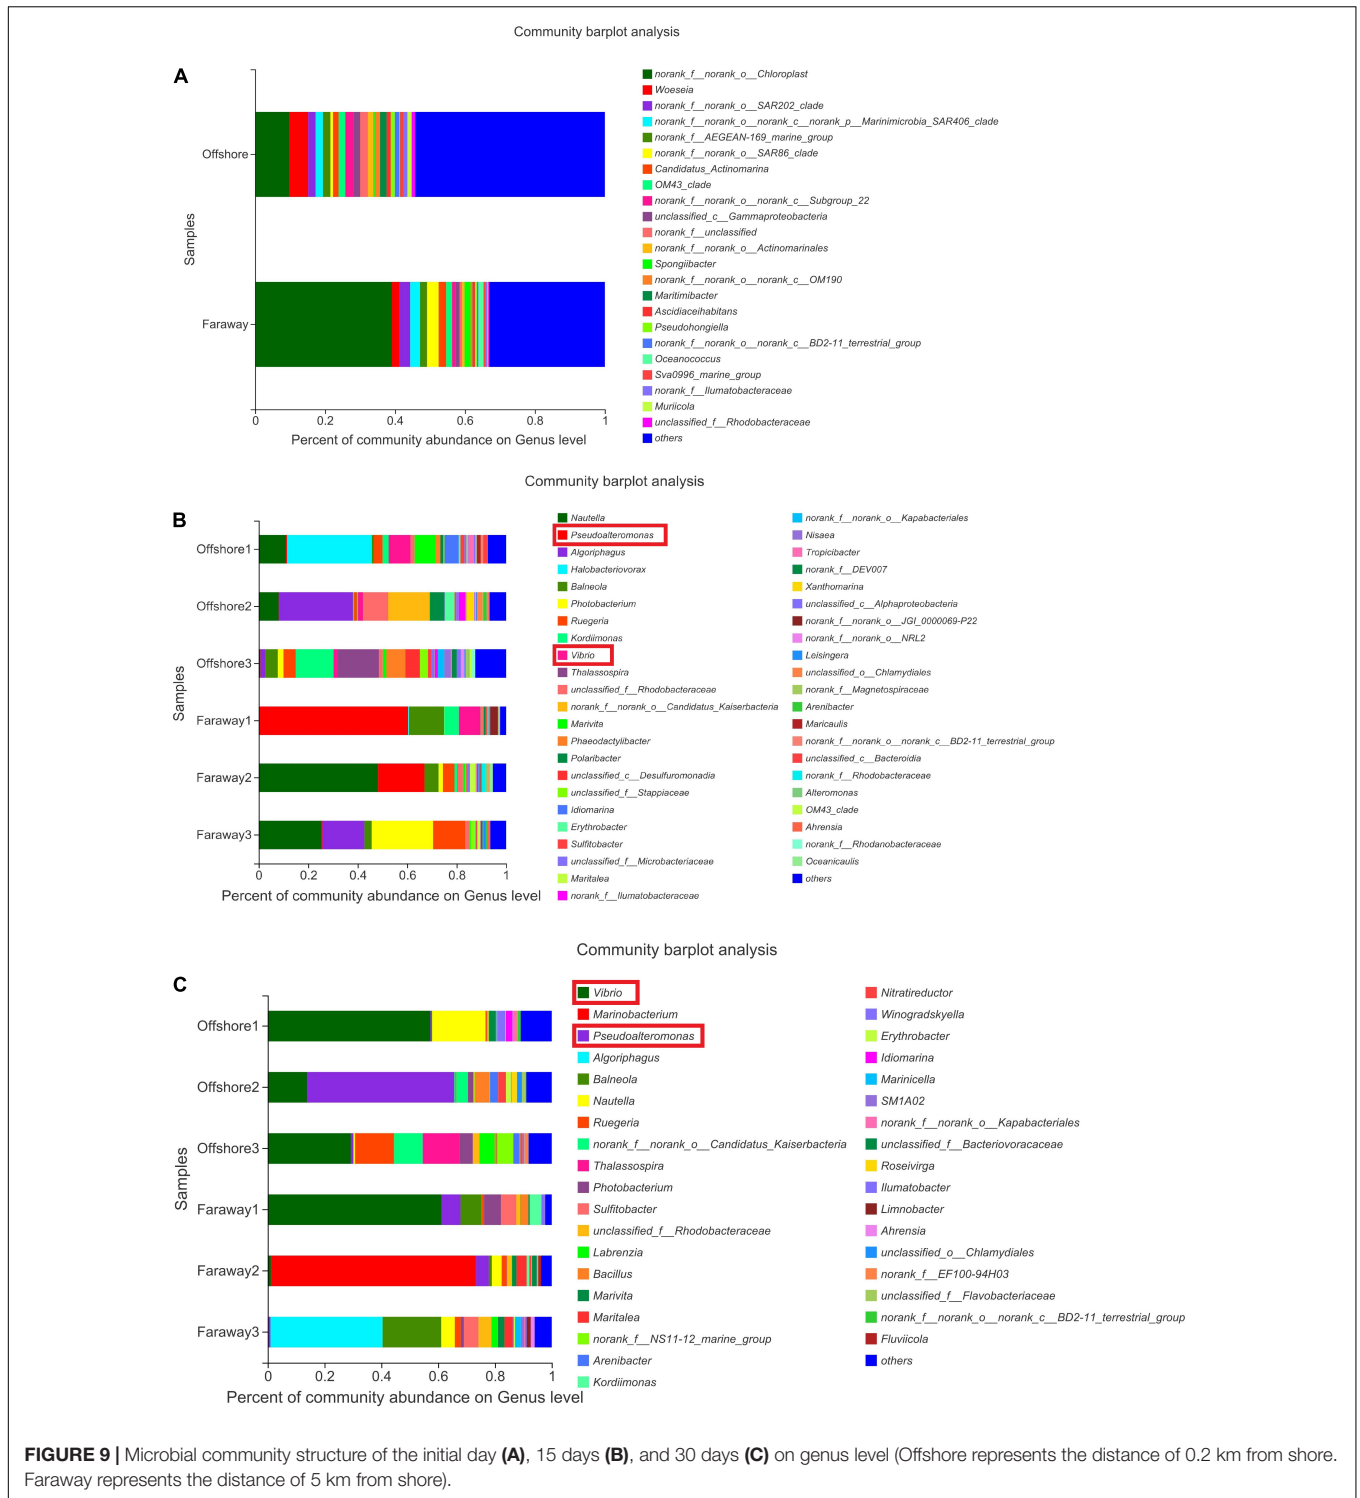 Community barplot analysis
A
Samples
Offshore
Faraway
0 0.2 0.4 0.6 0.8 1
Percent of community abundance on Genus level
norank_f__norank_o__Chloroplast
Woeseia
norank_f__norank_o__SAR202_clade
norank_f__norank_o__norank_c__norank_p__Marinimicrobia_SAR406_clade
norank_f__AEGEAN-169_marine_group
norank_f__norank_o__SAR86_clade
Candidatus_Actinomarina
OM43_clade
norank_f__norank_o__norank_c__Subgroup_22
unclassified_c__Gammaproteobacteria
norank_f__unclassified
norank_f__norank_o__Actinomarinales
Spongiibacter
norank_f__norank_o__norank_c__OM190
Maritimibacter
Ascidiaceihabitans
Pseudohongiella
norank_f__norank_o__norank_c__BD2-11_terrestrial_group
Oceanococcus
Sva0996_marine_group
norank_f__Ilumatobacteraceae
Muriicola
unclassified_f__Rhodobacteraceae
others
Community barplot analysis
B
Samples
Offshore1
Offshore2
Offshore3
Faraway1
Faraway2
Faraway3
0 0.2 0.4 0.6 0.8 1
Percent of community abundance on Genus level
Nautella
Pseudoalteromonas
Algoriphagus
Halobacteriovorax
Balneola
Photobacterium
Ruegeria
Kordiimonas
Vibrio
Thalassospira
unclassified_f__Rhodobacteraceae
norank_f__norank_o__Candidatus_Kaiserbacteria
Marivita
Phaeodactylibacter
Polaribacter
unclassified_c__Desulfuromonadia
unclassified_f__Stappiaceae
Idiomarina
Erythrobacter
Sulfitobacter
unclassified_f__Microbacteriaceae
Maritalea
norank_f__Ilumatobacteraceae
norank_f__norank_o__Kapabacteriales
Nisaea
Tropicibacter
norank_f__DEV007
Xanthomarina
unclassified_c__Alphaproteobacteria
norank_f__norank_o__JGI_0000069-P22
norank_f__norank_o__NRL2
Leisingera
unclassified_o__Chlamydiales
norank_f__Magnetospiraceae
Arenibacter
Maricaulis
norank_f__norank_o__norank_c__BD2-11_terrestrial_group
unclassified_c__Bacteroidia
norank_f__Rhodobacteraceae
Alteromonas
OM43_clade
Ahrensia
norank_f__Rhodanobacteraceae
Oceanicaulis
others
Community barplot analysis
C
Samples
Offshore1
Offshore2
Offshore3
Faraway1
Faraway2
Faraway3
0 0.2 0.4 0.6 0.8 1
Percent of community abundance on Genus level
Vibrio
Marinobacterium
Pseudoalteromonas
Algoriphagus
Balneola
Nautella
Ruegeria
norank_f__norank_o__Candidatus_Kaiserbacteria
Thalassospira
Photobacterium
Sulfitobacter
unclassified_f__Rhodobacteraceae
Labrenzia
Bacillus
Marivita
Maritalea
norank_f__NS11-12_marine_group
Arenibacter
Kordiimonas
Nitratireductor
Winogradskyella
Erythrobacter
Idiomarina
Marinicella
SM1A02
norank_f__norank_o__Kapabacteriales
unclassified_f__Bacteriovoracaceae
Roseivirga
Ilumatobacter
Limnobacter
Ahrensia
unclassified_o__Chlamydiales
norank_f__EF100-94H03
unclassified_f__Flavobacteriaceae
norank_f__norank_o__norank_c__BD2-11_terrestrial_group
Fluviicola
others
FIGURE 9 | Microbial community structure of the initial day (A), 15 days (B), and 30 days (C) on genus level (Offshore represents the distance of 0.2 km from shore.
Faraway represents the distance of 5 km from shore).